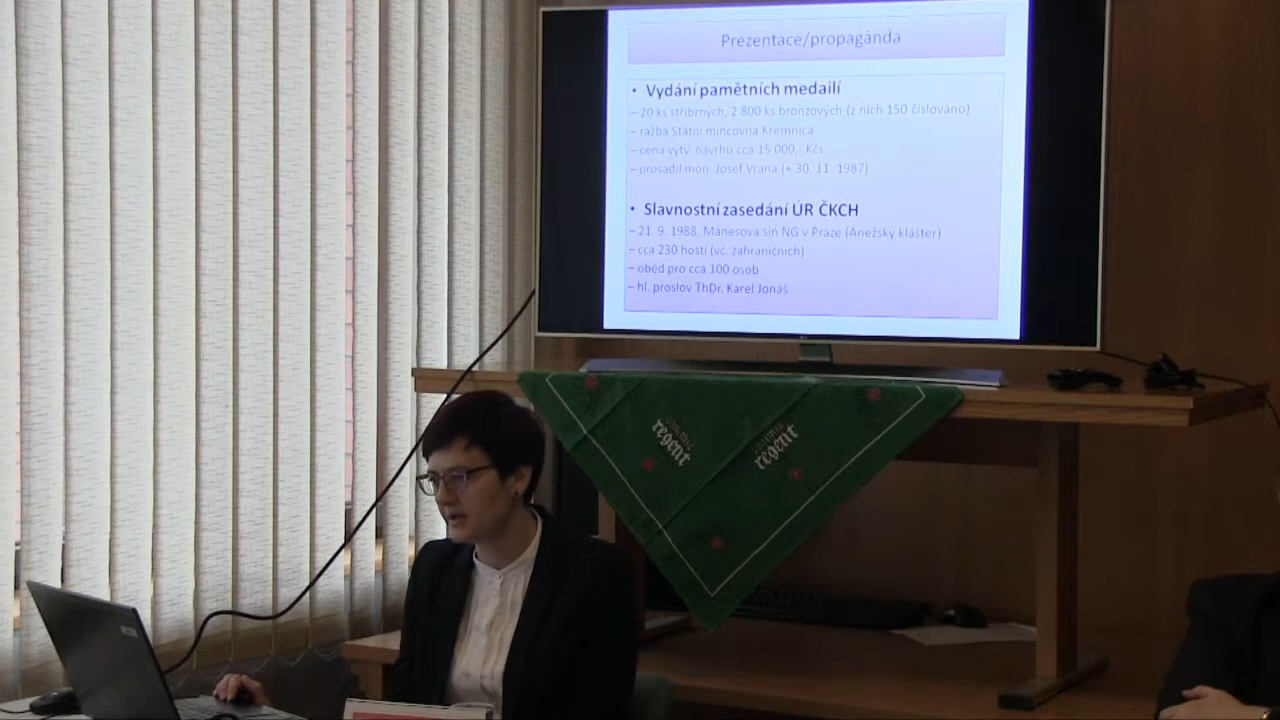 Prezentace/propaganda
• Vydání pamětních medailí
– 20 ks stříbrných, 2 800 ks bronzových (z nich 150 číslováno)
– ražba Státní mincovna Kremnica
– cena výtv. návrhu cca 15 000,- Kčs
– prosadil mon. Josef Vrana (+ 30. 11. 1987)
• Slavnostní zasedání ÚR ČKCH
– 21. 9. 1988, Mánesova síň NG v Praze (Anežský klášter)
– cca 230 hostí (vč. zahraničních)
– oběd pro cca 100 osob
– hl. proslov ThDr. Karel Jonáš
regent
regent